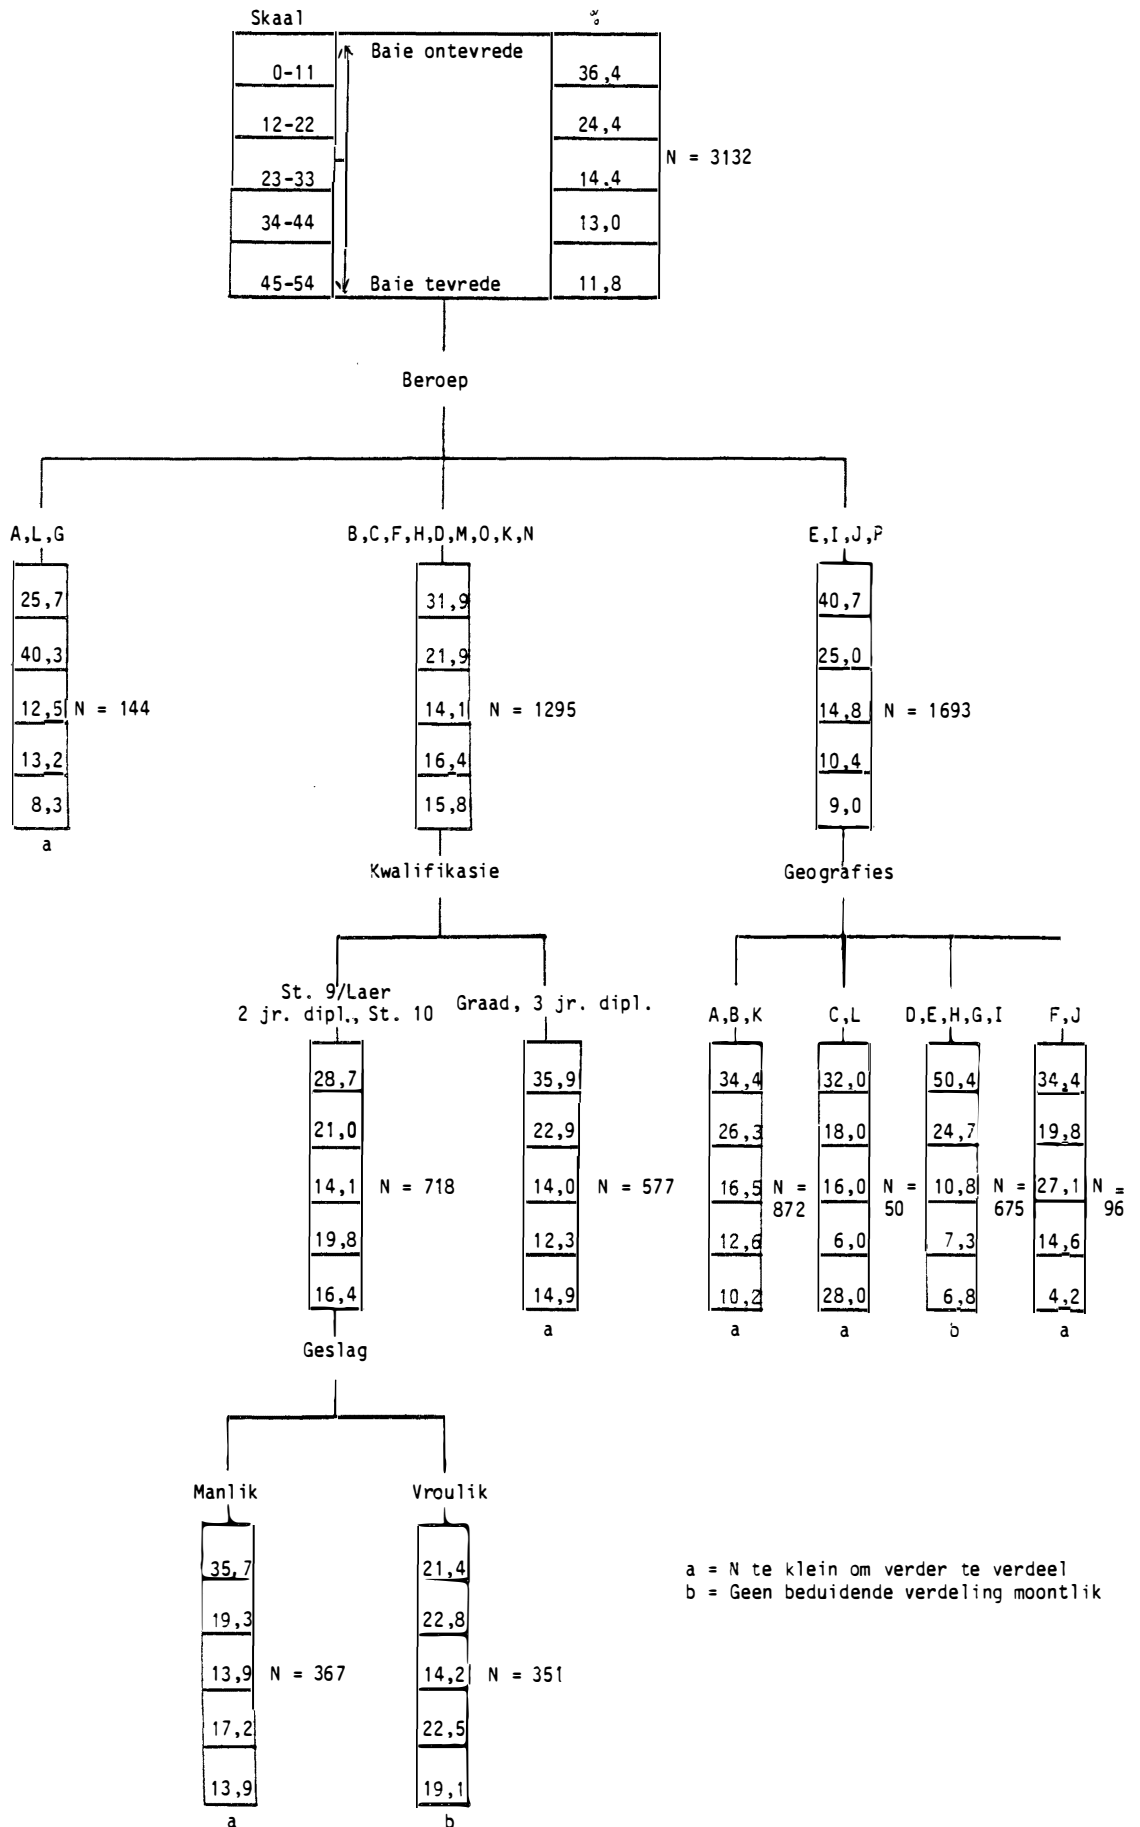 Skaal %
Baie ontevrede
0-11 36,4
12-22 24,4
N = 3132
23-33 14,4
34-44 13,0
45-54 Baie tevrede 11,8
Beroep
A,L,G B,C,F,H,D,M,O,K,N E,I,J,P
25,7 31,9 40,7
40,3 21,9 25,0
12,5 N = 144 14,1 N = 1295 14,8 N = 1693
13,2 16,4 10,4
8,3 15,8 9,0
a
Kwalifikasie Geografies
St. 9/Laer
2 jr. dipl., St. 10 Graad, 3 jr. dipl. A,B,K C,L D,E,H,G,I F,J
28,7 35,9 34,4 32,0 50,4 34,4
21,0 22,9 26,3 18,0 24,7 19,8
14,1 N = 718 14,0 N = 577 16,5 N = 872 16,0 N = 50 10,8 N = 675 27,1 N = 96
19,8 12,3 12,6 6,0 7,3 14,6
16,4 14,9 10,2 28,0 6,8 4,2
a a a b a
Geslag
Manlik Vroulik
35,7 21,4
19,3 22,8
13,9 N = 367 14,2 N = 351
17,2 22,5
13,9 19,1
a b
a = N te klein om verder te verdeel
b = Geen beduidende verdeling moontlik